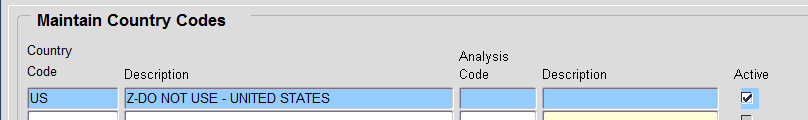 Maintain Country Codes
Country Code Description Analysis Code Description Active
US Z-DO NOT USE - UNITED STATES